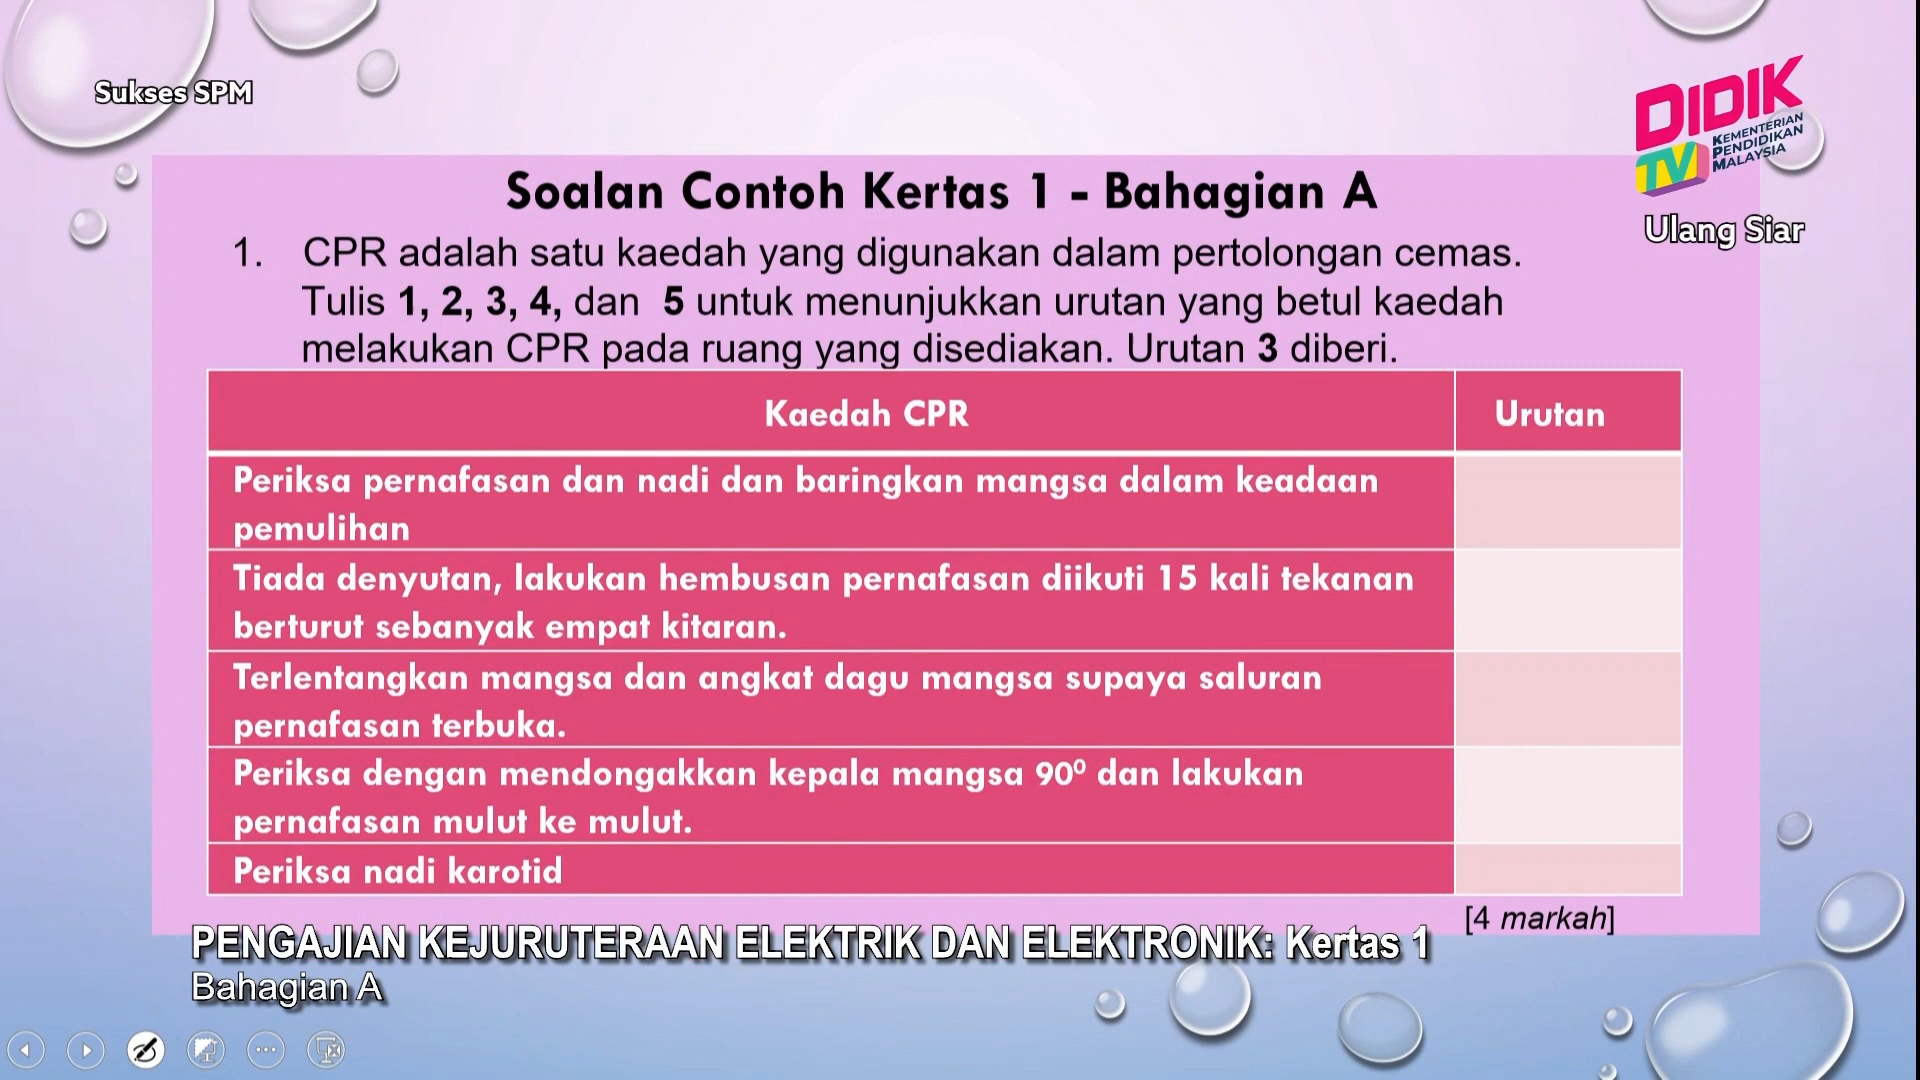 Sukses SPM
DIDIK
TV
KEMENTERIAN
PENDIDIKAN
MALAYSIA
Ulang Siar
Soalan Contoh Kertas 1 - Bahagian A
1. CPR adalah satu kaedah yang digunakan dalam pertolongan cemas.
Tulis 1, 2, 3, 4, dan 5 untuk menunjukkan urutan yang betul kaedah
melakukan CPR pada ruang yang disediakan. Urutan 3 diberi.
Kaedah CPR
Urutan
Periksa pernafasan dan nadi dan baringkan mangsa dalam keadaan
pemulihan
Tiada denyutan, lakukan hembusan pernafasan diikuti 15 kali tekanan
berturut sebanyak empat kitaran.
Terlentangkan mangsa dan angkat dagu mangsa supaya saluran
pernafasan terbuka.
Periksa dengan mendongakkan kepala mangsa 90⁰ dan lakukan
pernafasan mulut ke mulut.
Periksa nadi karotid
[4 markah]
PENGAJIAN KEJURUTERAAN ELEKTRIK DAN ELEKTRONIK: Kertas 1
Bahagian A